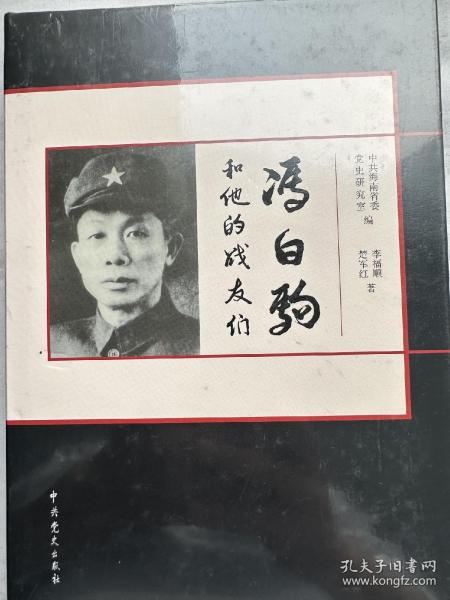 冯白驹
和他的战友们
中共海南省委
党史研究室 编
李福顺
楚军红 著
中共党史出版社
孔夫子旧书网
www.kongfz.com